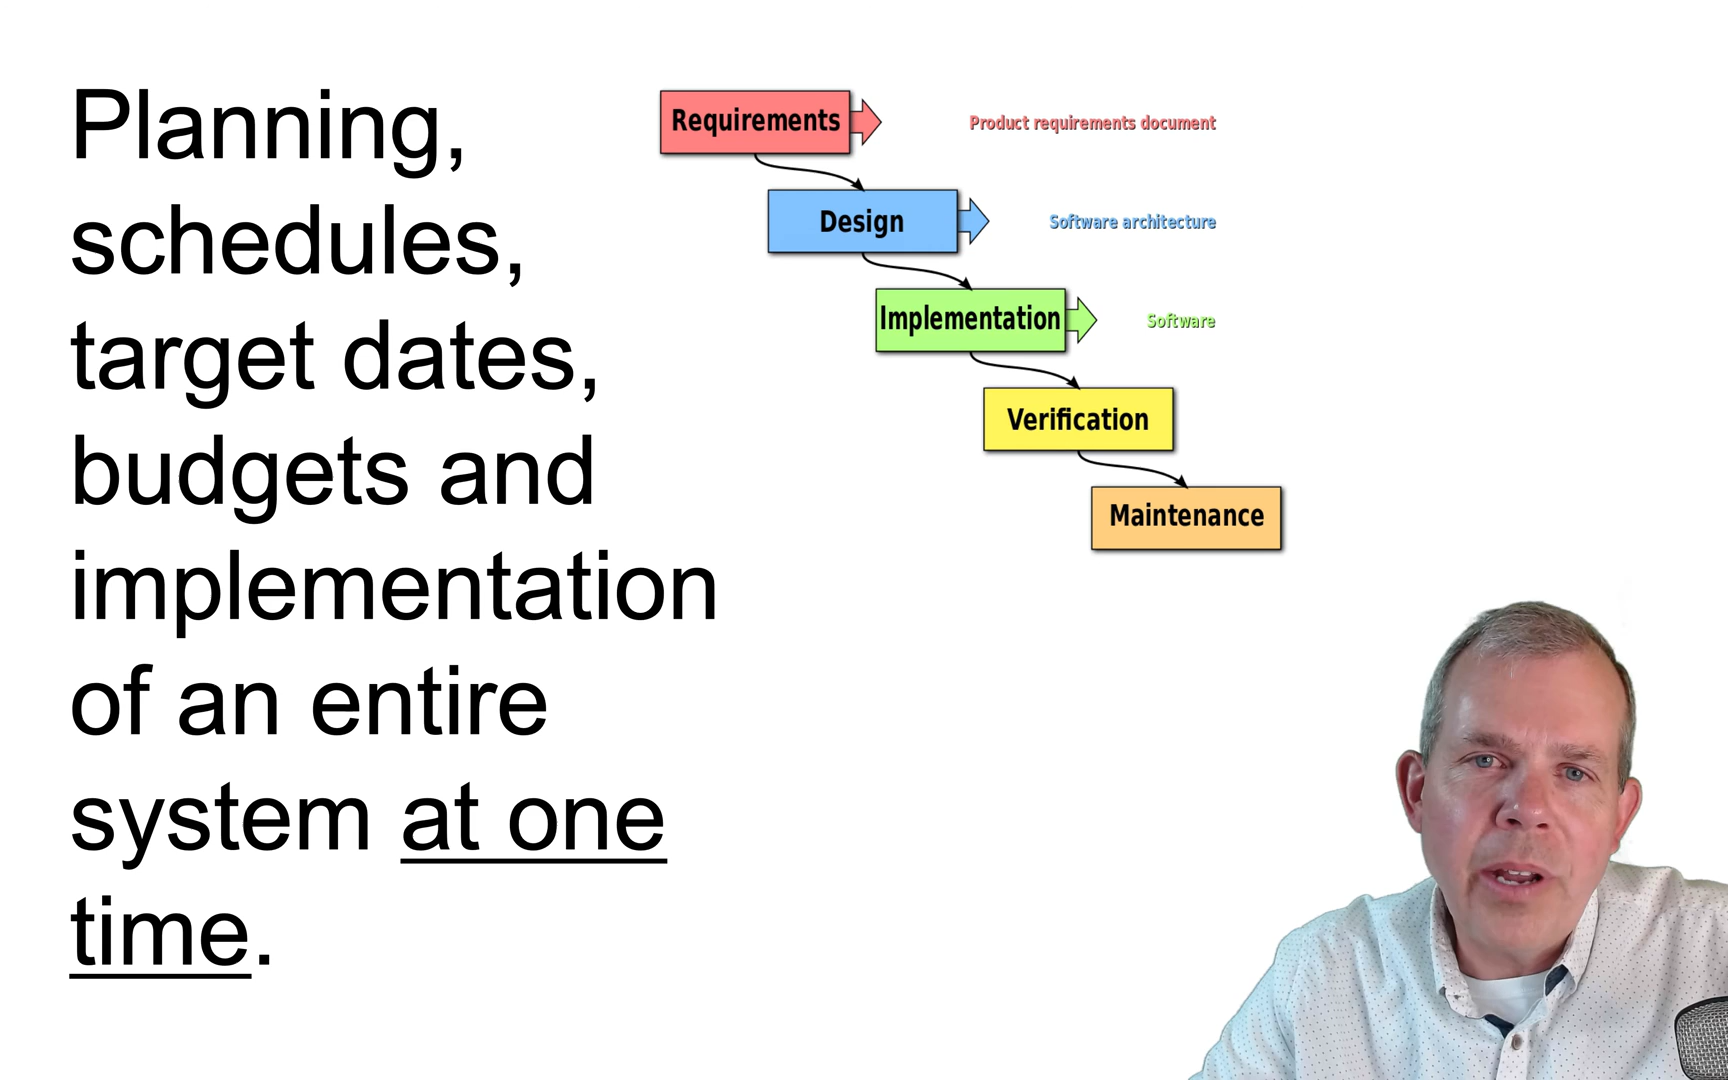 Planning,
schedules,
target dates,
budgets and
implementation
of an entire
system at one
time.
Requirements
Product requirements document
Design
Software architecture
Implementation
Software
Verification
Maintenance